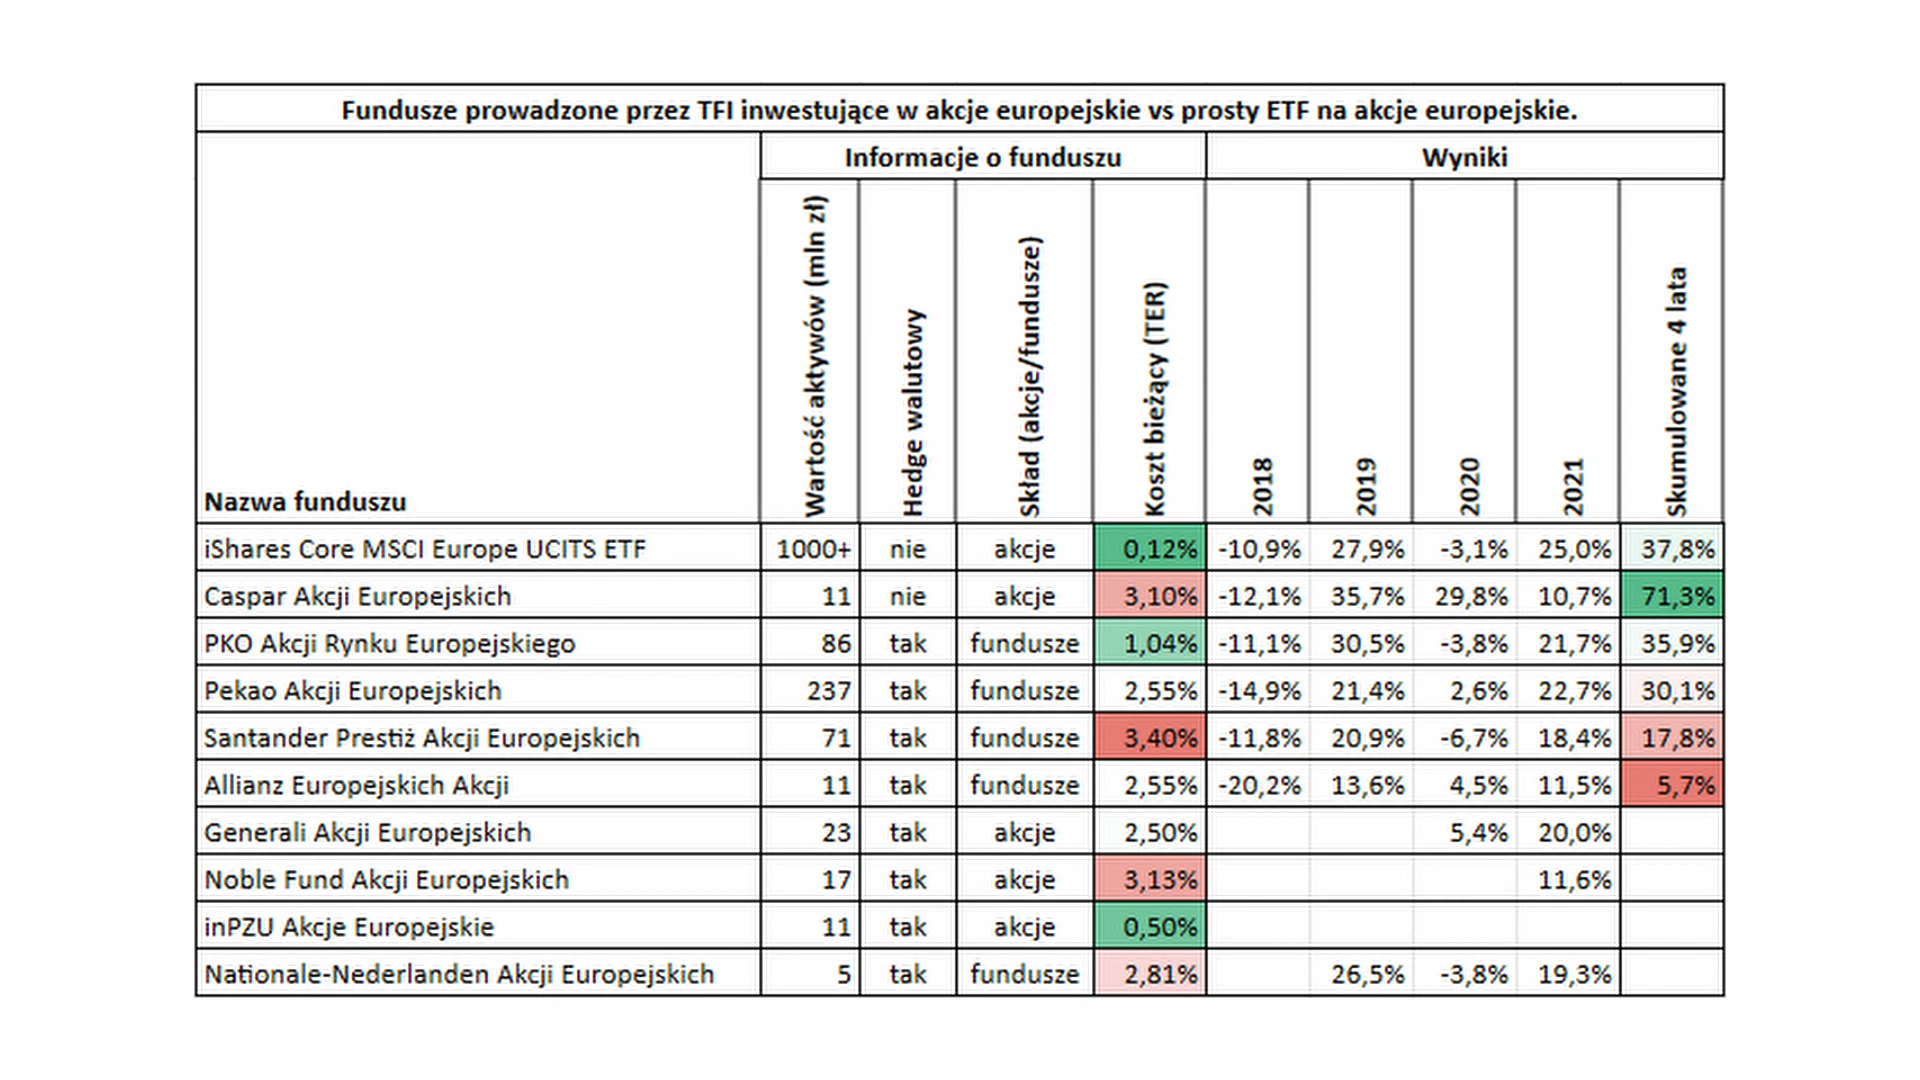 Fundusze prowadzone przez TFI inwestujące w akcje europejskie vs prosty ETF na akcje europejskie.
Informacje o funduszu Wyniki
Nazwa funduszu Wartość aktywów (mln zł) Hedge walutowy Skład (akcje/fundusze) Koszt bieżący (TER) 2018 2019 2020 2021 Skumulowane 4 lata
iShares Core MSCI Europe UCITS ETF 1000+ nie akcje 0,12% -10,9% 27,9% -3,1% 25,0% 37,8%
Caspar Akcji Europejskich 11 nie akcje 3,10% -12,1% 35,7% 29,8% 10,7% 71,3%
PKO Akcji Rynku Europejskiego 86 tak fundusze 1,04% -11,1% 30,5% -3,8% 21,7% 35,9%
Pekao Akcji Europejskich 237 tak fundusze 2,55% -14,9% 21,4% 2,6% 22,7% 30,1%
Santander Prestiż Akcji Europejskich 71 tak fundusze 3,40% -11,8% 20,9% -6,7% 18,4% 17,8%
Allianz Europejskich Akcji 11 tak fundusze 2,55% -20,2% 13,6% 4,5% 11,5% 5,7%
Generali Akcji Europejskich 23 tak akcje 2,50% 5,4% 20,0%
Noble Fund Akcji Europejskich 17 tak akcje 3,13% 11,6%
inPZU Akcje Europejskie 11 tak akcje 0,50%
Nationale-Nederlanden Akcji Europejskich 5 tak fundusze 2,81% 26,5% -3,8% 19,3%